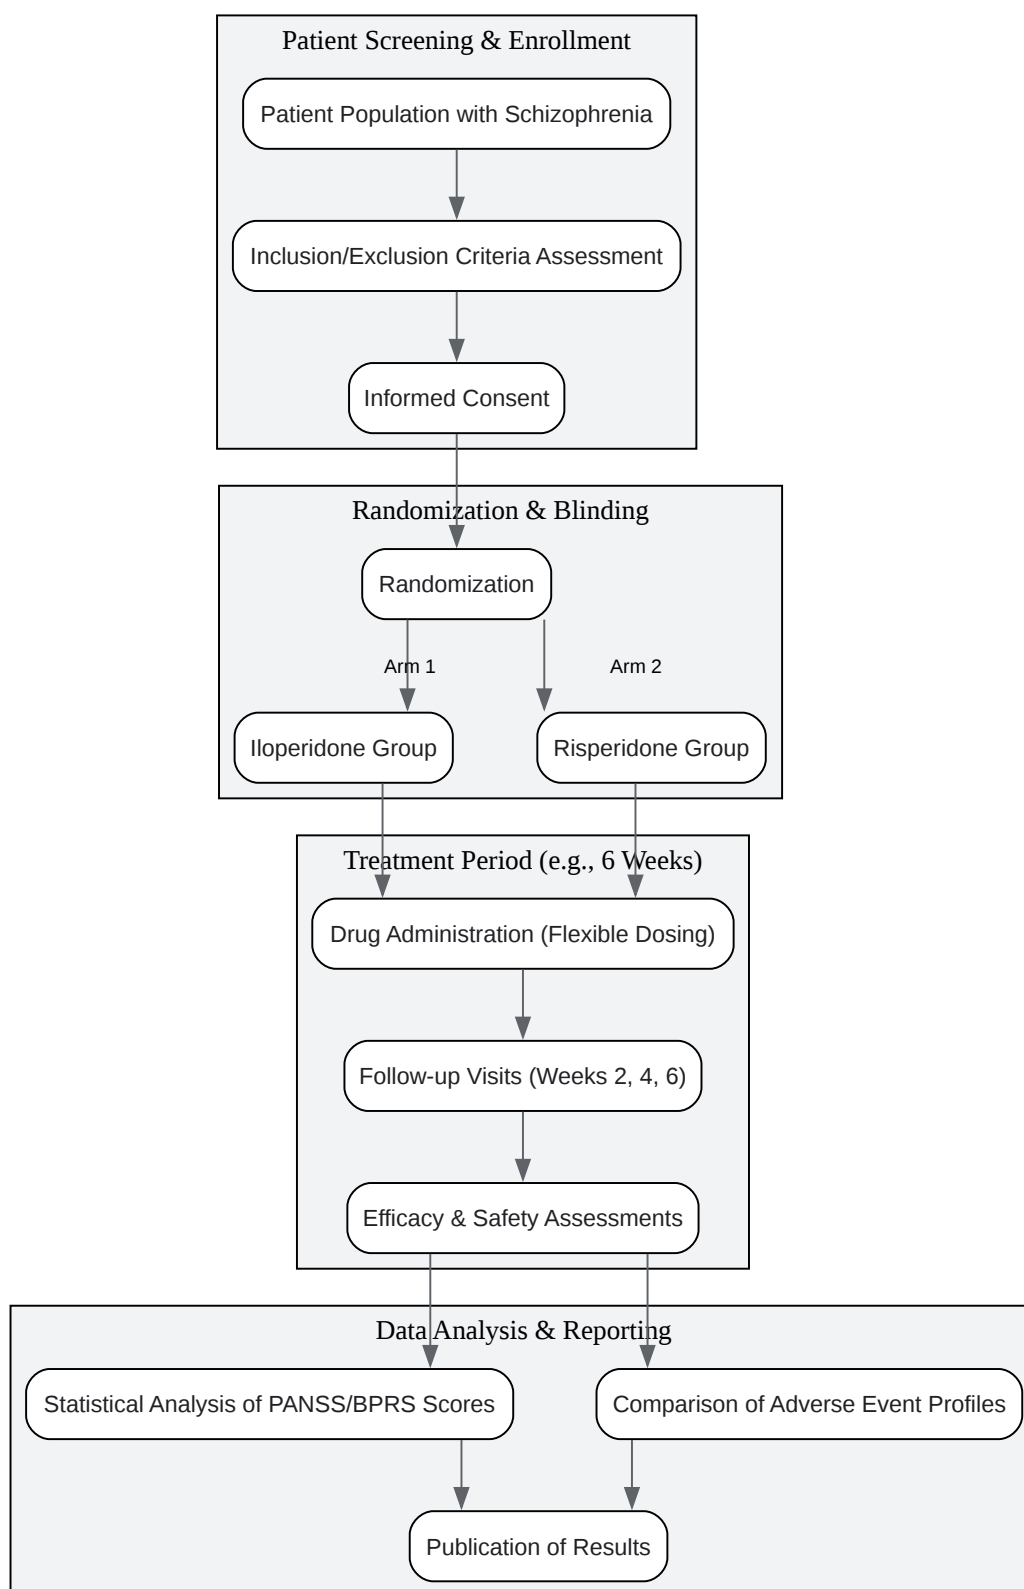 Patient Screening & Enrollment
Patient Population with Schizophrenia
Inclusion/Exclusion Criteria Assessment
Informed Consent
Randomization & Blinding
Randomization
Arm 1
Arm 2
Iloperidone Group
Risperidone Group
Treatment Period (e.g., 6 Weeks)
Drug Administration (Flexible Dosing)
Follow-up Visits (Weeks 2, 4, 6)
Efficacy & Safety Assessments
Data Analysis & Reporting
Statistical Analysis of PANSS/BPRS Scores
Comparison of Adverse Event Profiles
Publication of Results